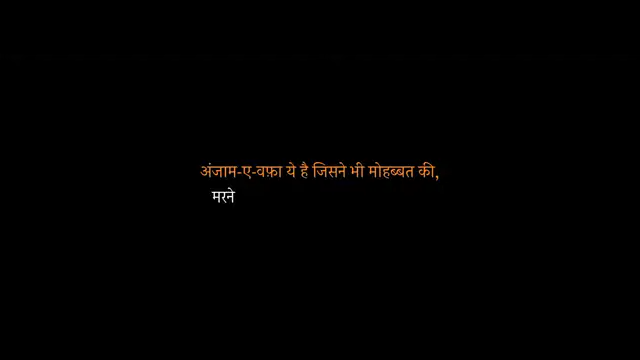 अंजाम-ए-वफ़ा ये है जिसने भी मोहब्बत की,
मरने